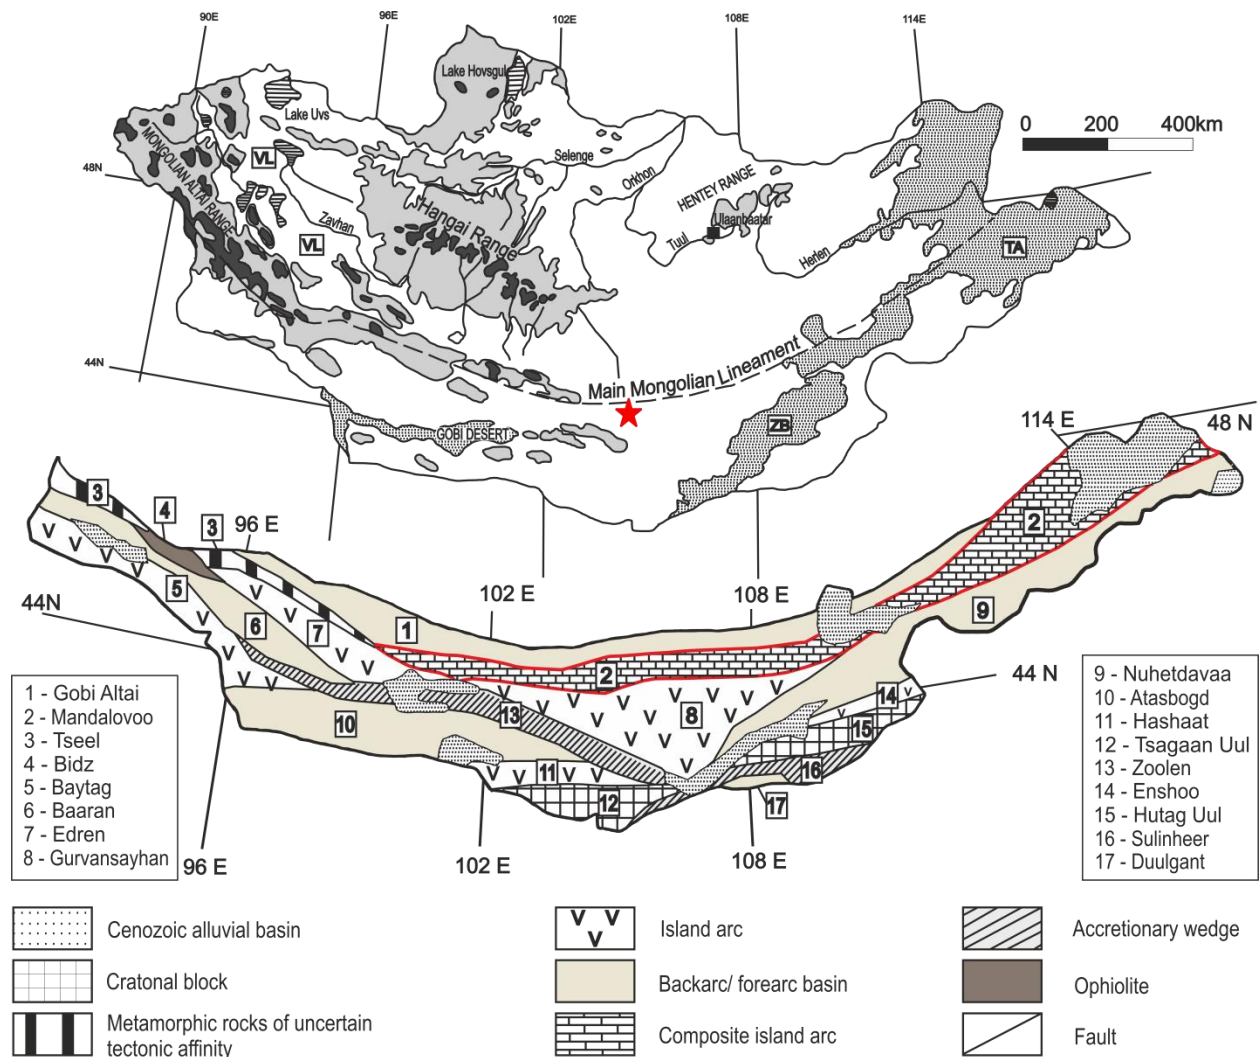 90E
96E
102E
108E
114E
Lake Hovsgul
Lake Uvs
0 200 400km
48N
MONGOLIAN ALTAI RANGE
VL
Selenge
Orkhon
HENTEY RANGE
Hangai Range
Zavhan
VL
Ulaanbaatar
Tuul
Herlen
TA
44N
Main Mongolian Lineament
GOBI DESERT
ZB
114 E
48 N
3
4
3
96 E
2
102 E
108 E
44N
5
6
7
1
2
9
44 N
8
13
10
14
15
11
16
12
17
96 E
102 E
108 E
1 - Gobi Altai
2 - Mandalovoo
3 - Tseel
4 - Bidz
5 - Baytag
6 - Baaran
7 - Edren
8 - Gurvansayhan
9 - Nuhetdavaa
10 - Atasbogd
11 - Hashaat
12 - Tsagaan Uul
13 - Zoolen
14 - Enshoo
15 - Hutag Uul
16 - Sulinheer
17 - Duulgant
Cenozoic alluvial basin
Cratonal block
Metamorphic rocks of uncertain
tectonic affinity
Island arc
Backarc/ forearc basin
Composite island arc
Accretionary wedge
Ophiolite
Fault